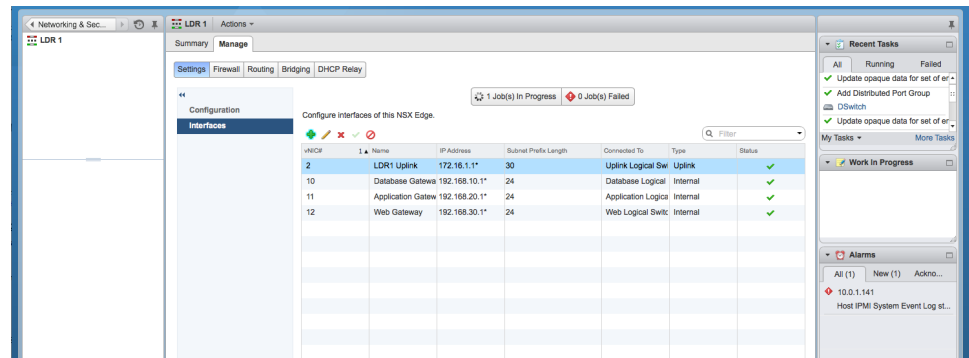 Networking & Sec...
LDR 1
LDR 1 Actions
Summary Manage
Settings Firewall Routing Bridging DHCP Relay
1 Job(s) In Progress 0 Job(s) Failed
Configuration
Interfaces
Configure interfaces of this NSX Edge.
Filter
vNIC# 1 ▲ Name IP Address Subnet Prefix Length Connected To Type Status
2 LDR1 Uplink 172.16.1.1* 30 Uplink Logical Swi Uplink
10 Database Gatewa 192.168.10.1* 24 Database Logical Internal
11 Application Gatew 192.168.20.1* 24 Application Logica Internal
12 Web Gateway 192.168.30.1* 24 Web Logical Switc Internal
Recent Tasks
All Running Failed
Update opaque data for set of en
Add Distributed Port Group
DSwitch
Update opaque data for set of en
My Tasks More Tasks
Work In Progress
Alarms
All (1) New (1) Ackno...
10.0.1.141
Host IPMI System Event Log st...